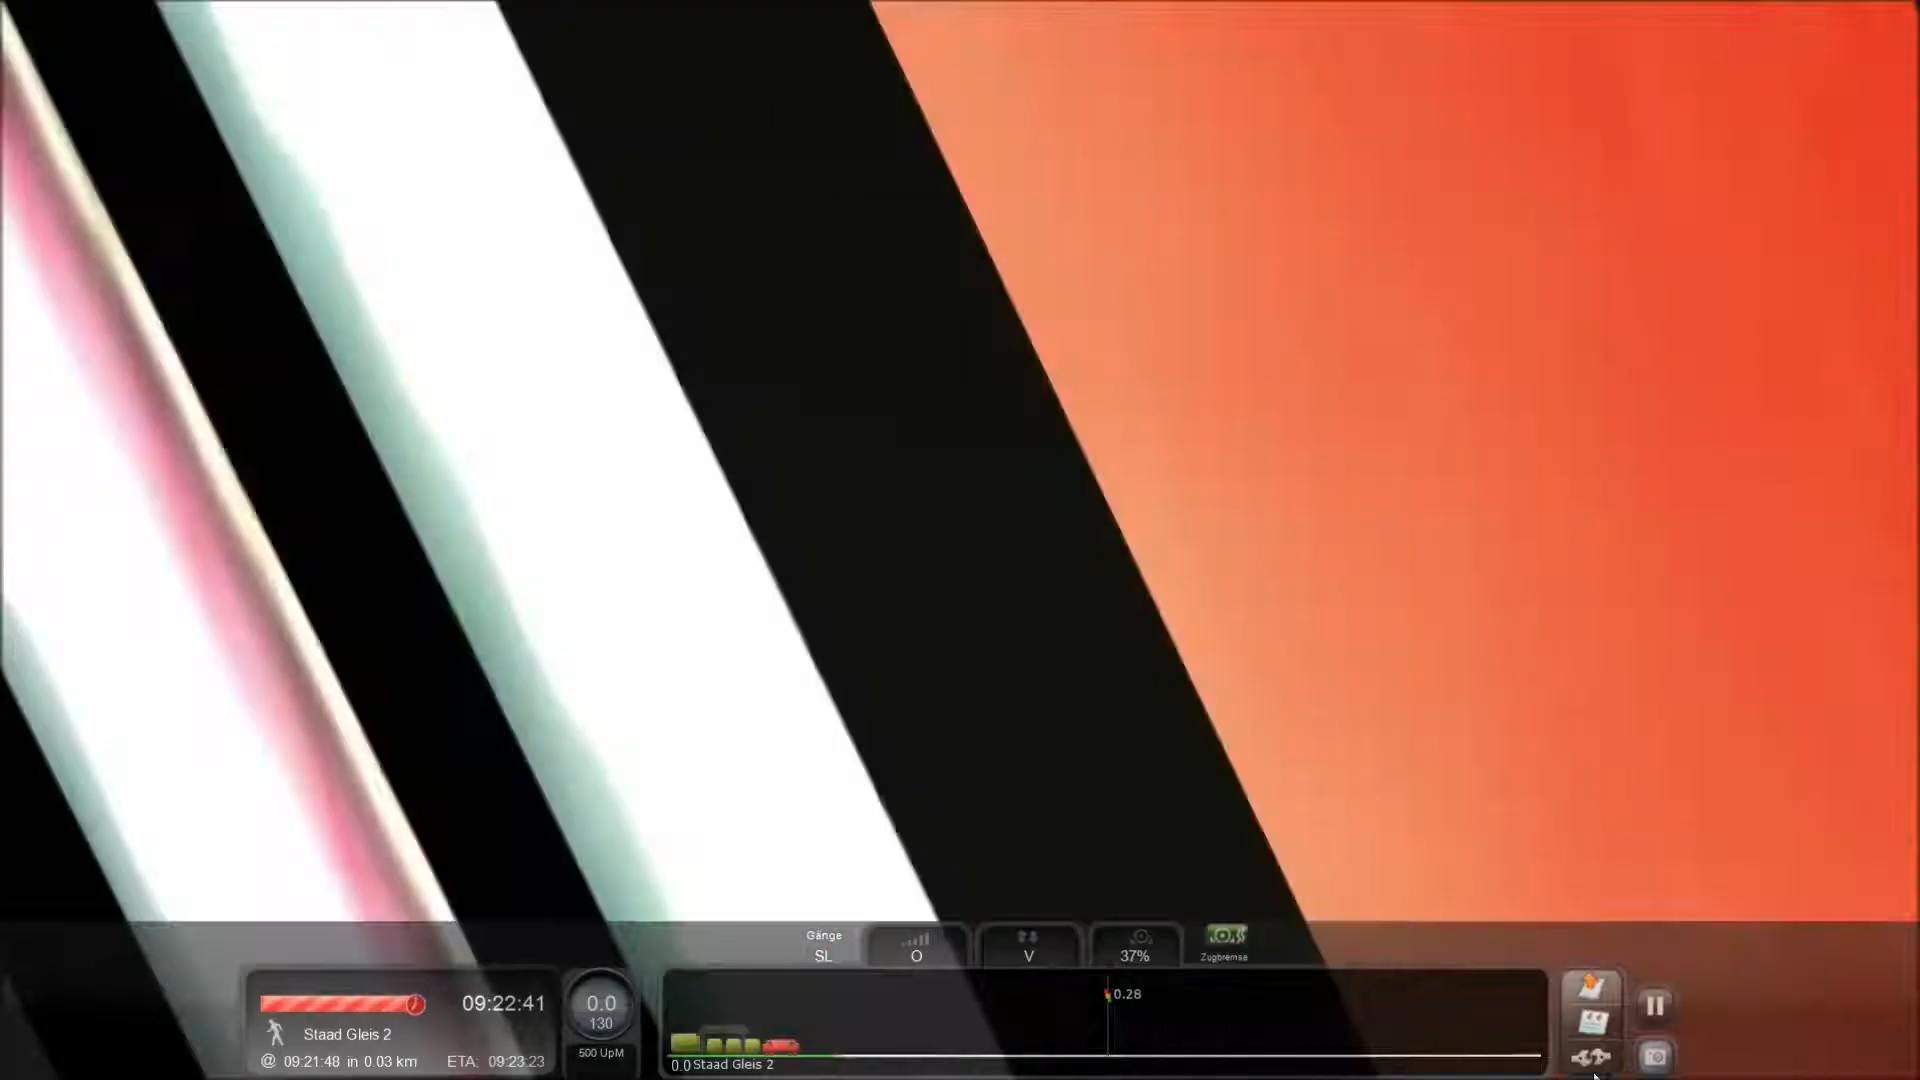 Gänge
SL
O
V
37%
Zugbremse
09:22:41
Staad Gleis 2
@ 09:21:48 in 0.03 km
ETA: 09:23:23
0.0
130
500 UpM
0.28
0.0 Staad Gleis 2